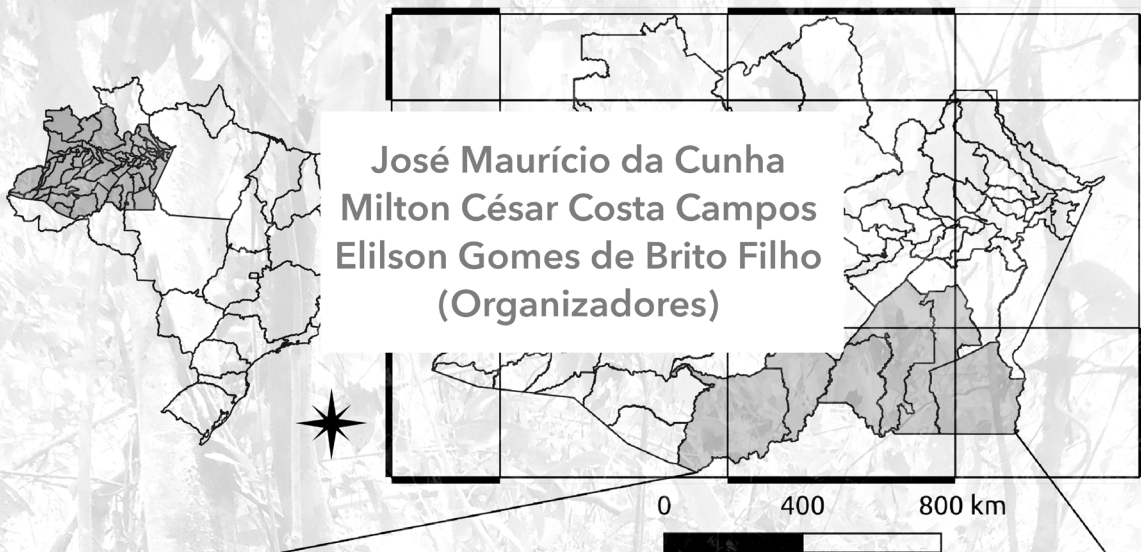 José Maurício da Cunha
Milton César Costa Campos
Elilson Gomes de Brito Filho
(Organizadores)
0 400 800 km